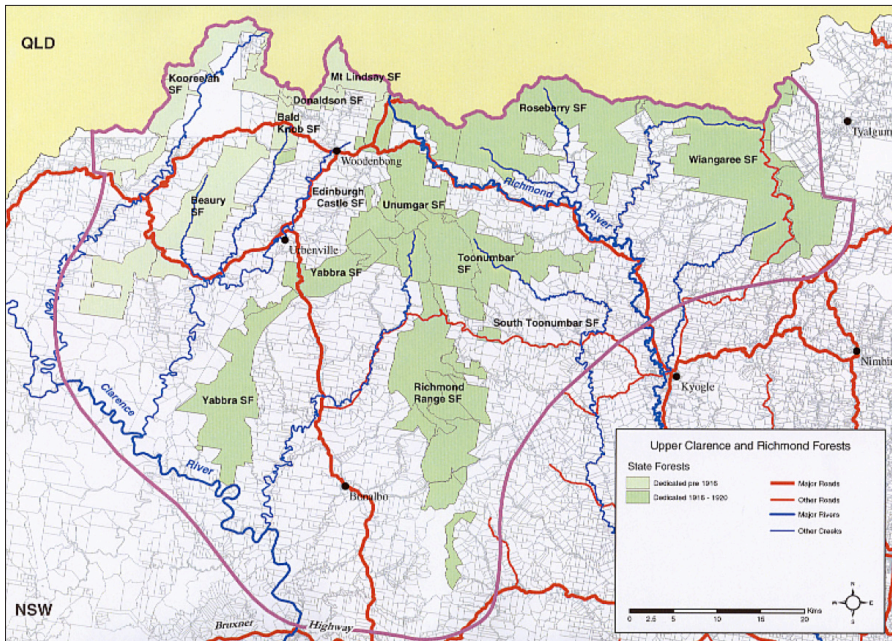 QLD
Kooreelah
SF
Mt Lindsay SF
Donaldson SF
Bald
Knob SF
Woodenbong
Roseberry SF
Tyalgum
Wiangaree SF
Richmond
River
Edinburgh
Castle SF
Unumgar SF
Beaury
SF
Urbenville
Yabbra SF
Toonumbar
SF
South Toonumbar SF
Clarence
River
Yabbra SF
Richmond
Range SF
Kyogle
Nimbin
Bonalbo
NSW
Bruxner Highway
Upper Clarence and Richmond Forests
State Forests
Dedicated pre 1916
Dedicated 1916 - 1920
Major Roads
Other Roads
Major Rivers
Other Creeks
N
W E
S
0 2.5 5 10 15 20 Kms